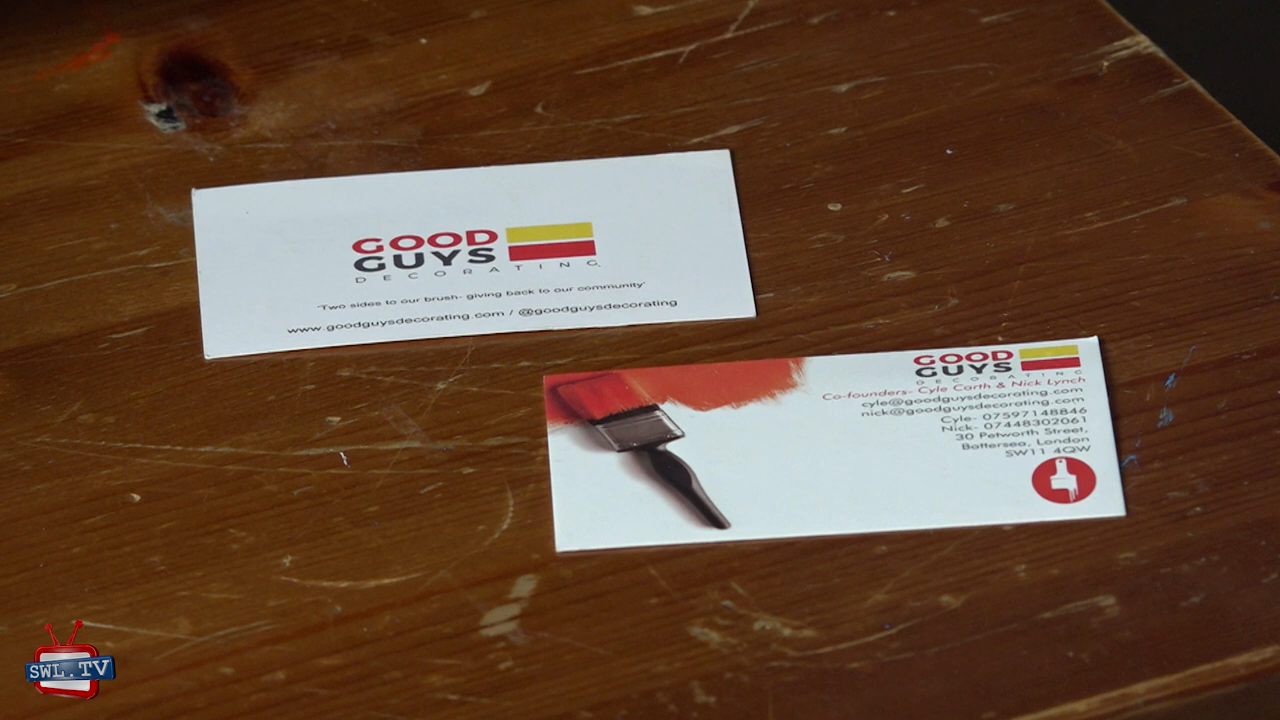 GOOD
GUYS
DECORATING
'Two sides to our brush- giving back to our community'
www.goodguysdecorating.com / @goodguysdecorating
GOOD
GUYS
DECORATING
Co-founders- Cyle Carth & Nick Lynch
cyle@goodguysdecorating.com
nick@goodguysdecorating.com
Cyle- 07597148846
Nick- 07448302061
30 Petworth Street,
Battersea, London
SW11 4QW
SWL.TV